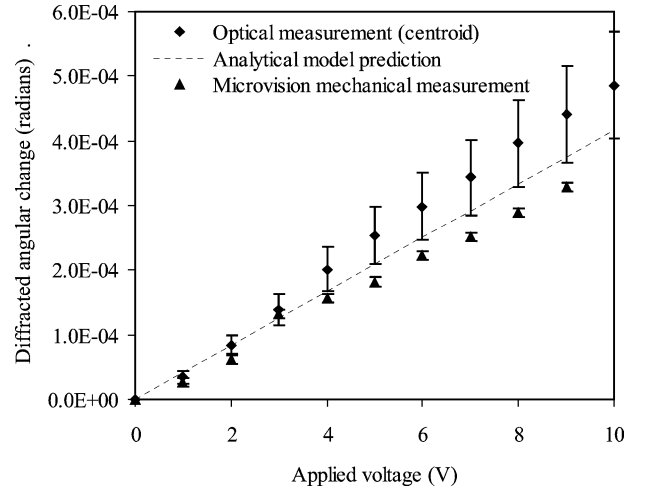 6.0E-04
5.0E-04
4.0E-04
3.0E-04
2.0E-04
1.0E-04
0.0E+00
Diffracted angular change (radians) .
Optical measurement (centroid)
Analytical model prediction
Microvision mechanical measurement
0 2 4 6 8 10
Applied voltage (V)